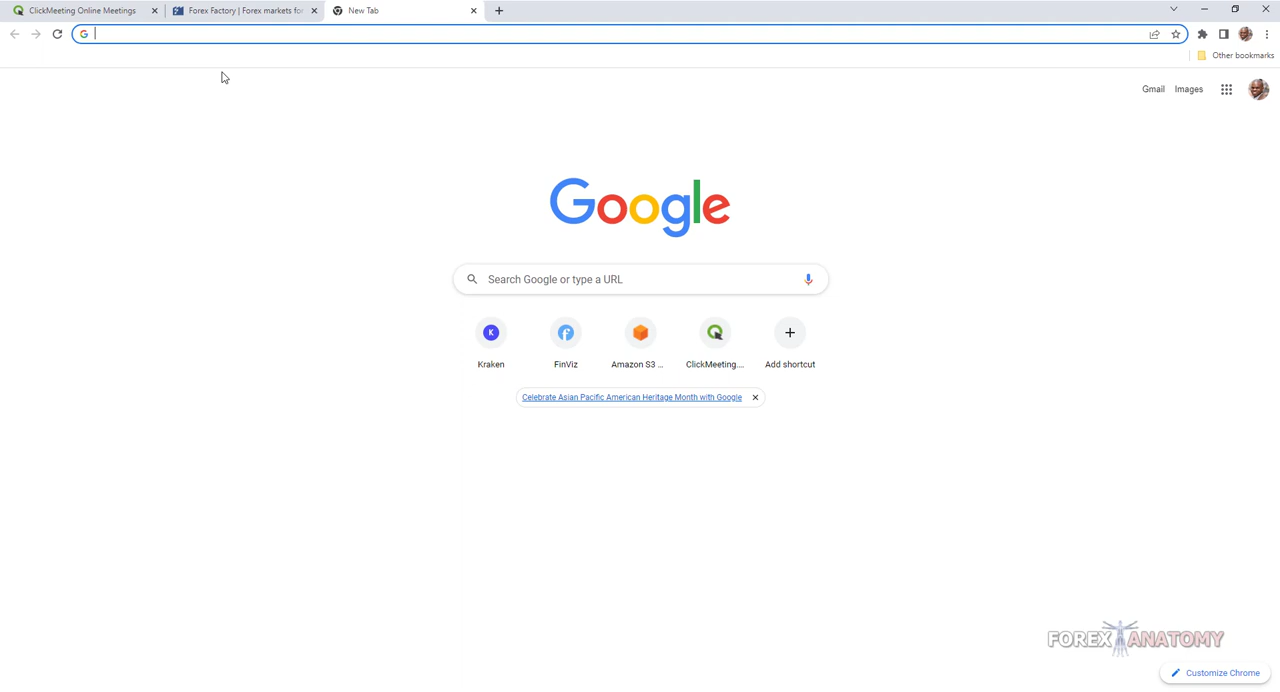 ClickMeeting Online Meetings
Forex Factory | Forex markets for
New Tab
Other bookmarks
Gmail Images
Google
Search Google or type a URL
K
Kraken FinViz Amazon S3 ... ClickMeeting.... Add shortcut
Celebrate Asian Pacific American Heritage Month with Google
FOREX ANATOMY
Customize Chrome